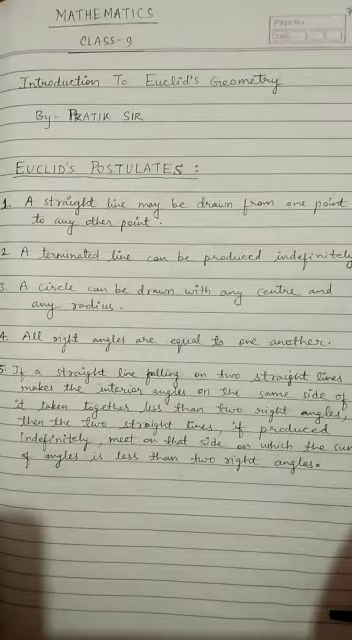 MATHEMATICS
Page No.
Date
CLASS-9
Introduction To Euclid's Geometry
By- PRATIK SIR
EUCLID'S POSTULATES :
1. A straight line may be drawn from one point
to any other point.
2 A terminated line can be produced indefinitely
3. A circle can be drawn with any centre and
any radius.
4. All right angles are equal to one another.
5. If a straight line falling on two straight lines
makes the interior angles on the same side of
it taken together less than two right angles,
then the two straight lines, if produced
indefinitely, meet on that side on which the sum
of angles is less than two right angles.